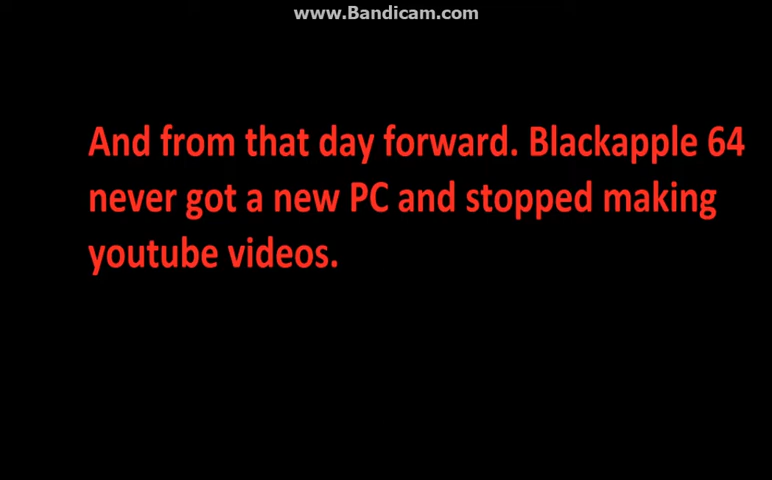 www.Bandicam.com
And from that day forward. Blackapple 64
never got a new PC and stopped making
youtube videos.